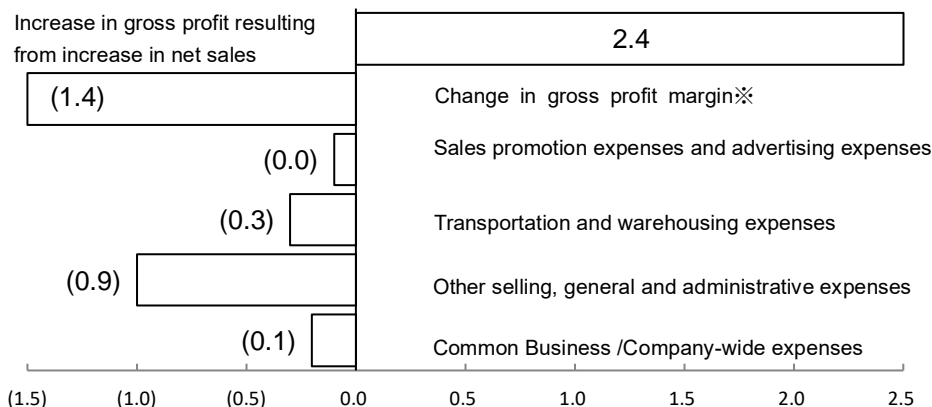 Increase in gross profit resulting
from increase in net sales
2.4
(1.4)
Change in gross profit margin※
(0.0)
Sales promotion expenses and advertising expenses
(0.3)
Transportation and warehousing expenses
(0.9)
Other selling, general and administrative expenses
(0.1)
Common Business /Company-wide expenses
(1.5) (1.0) (0.5) 0.0 0.5 1.0 1.5 2.0 2.5